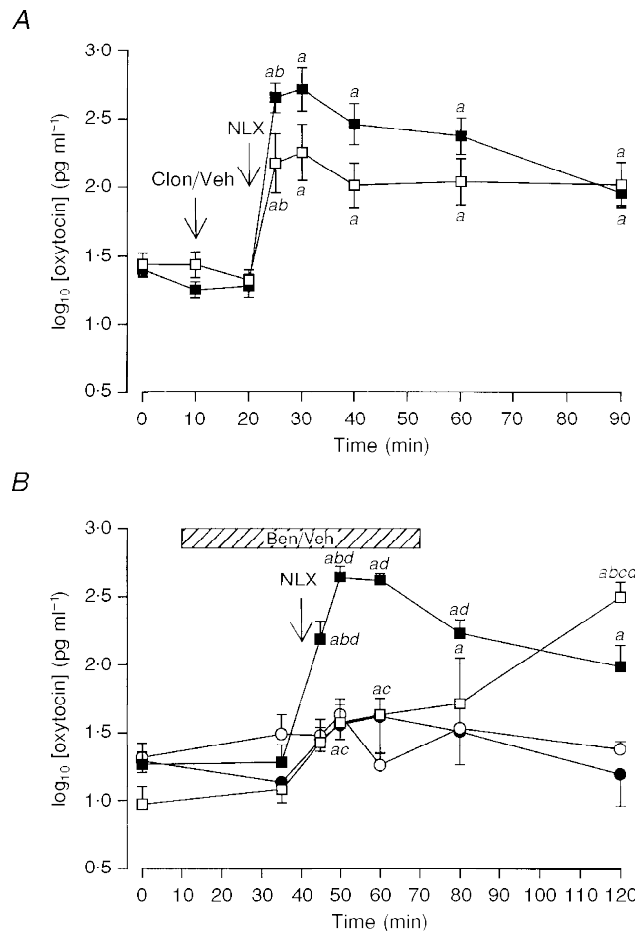 A
3·0
2·5
2·0
1·5
1·0
0·5
log10 [oxytocin] (pg ml−1)
Clon/Veh
NLX
ab
a
a
a
a
ab
a
a
a
a
0 10 20 30 40 50 60 70 80 90
Time (min)
B
3·0
2·5
2·0
1·5
1·0
0·5
log10 [oxytocin] (pg ml−1)
Ben/Veh
NLX
abd
ad
abd
ad
a
abcd
a
ac
ac
0 10 20 30 40 50 60 70 80 90 100 110 120
Time (min)